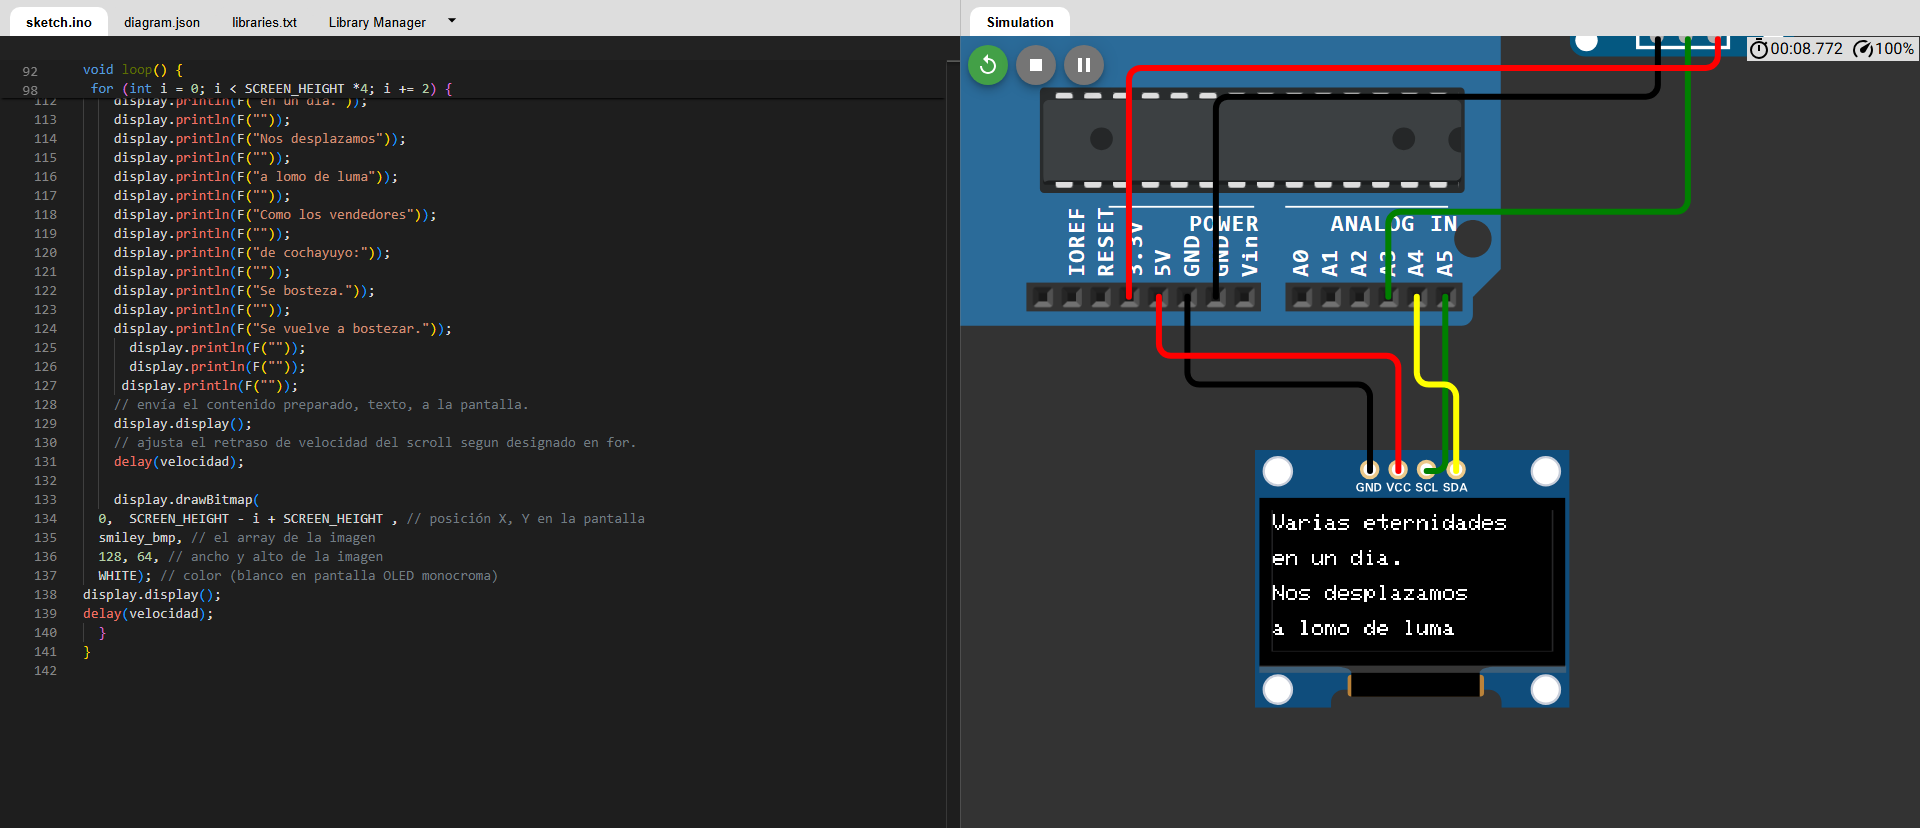 sketch.ino diagram.json libraries.txt Library Manager
Simulation
00:08.772 100%
92 void loop() {
98 for (int i = 0; i < SCREEN_HEIGHT *4; i += 2) {
112 display.println(F("en un dia."));
113 display.println(F(""));
114 display.println(F("Nos desplazamos"));
115 display.println(F(""));
116 display.println(F("a lomo de luma"));
117 display.println(F(""));
118 display.println(F("Como los vendedores"));
119 display.println(F(""));
120 display.println(F("de cochayuyo:"));
121 display.println(F(""));
122 display.println(F("Se bosteza."));
123 display.println(F(""));
124 display.println(F("Se vuelve a bostezar."));
125 display.println(F(""));
126 display.println(F(""));
127 display.println(F(""));
128 // envía el contenido preparado, texto, a la pantalla.
129 display.display();
130 // ajusta el retraso de velocidad del scroll segun designado en for.
131 delay(velocidad);
132
133 display.drawBitmap(
134 0, SCREEN_HEIGHT - i + SCREEN_HEIGHT , // posición X, Y en la pantalla
135 smiley_bmp, // el array de la imagen
136 128, 64, // ancho y alto de la imagen
137 WHITE); // color (blanco en pantalla OLED monocroma)
138 display.display();
139 delay(velocidad);
140 }
141 }
142
POWER ANALOG IN
IOREF RESET 3.3V 5V GND GND Vin A0 A1 A2 A3 A4 A5
GND VCC SCL SDA
Varias eternidades
en un dia.
Nos desplazamos
a lomo de luma